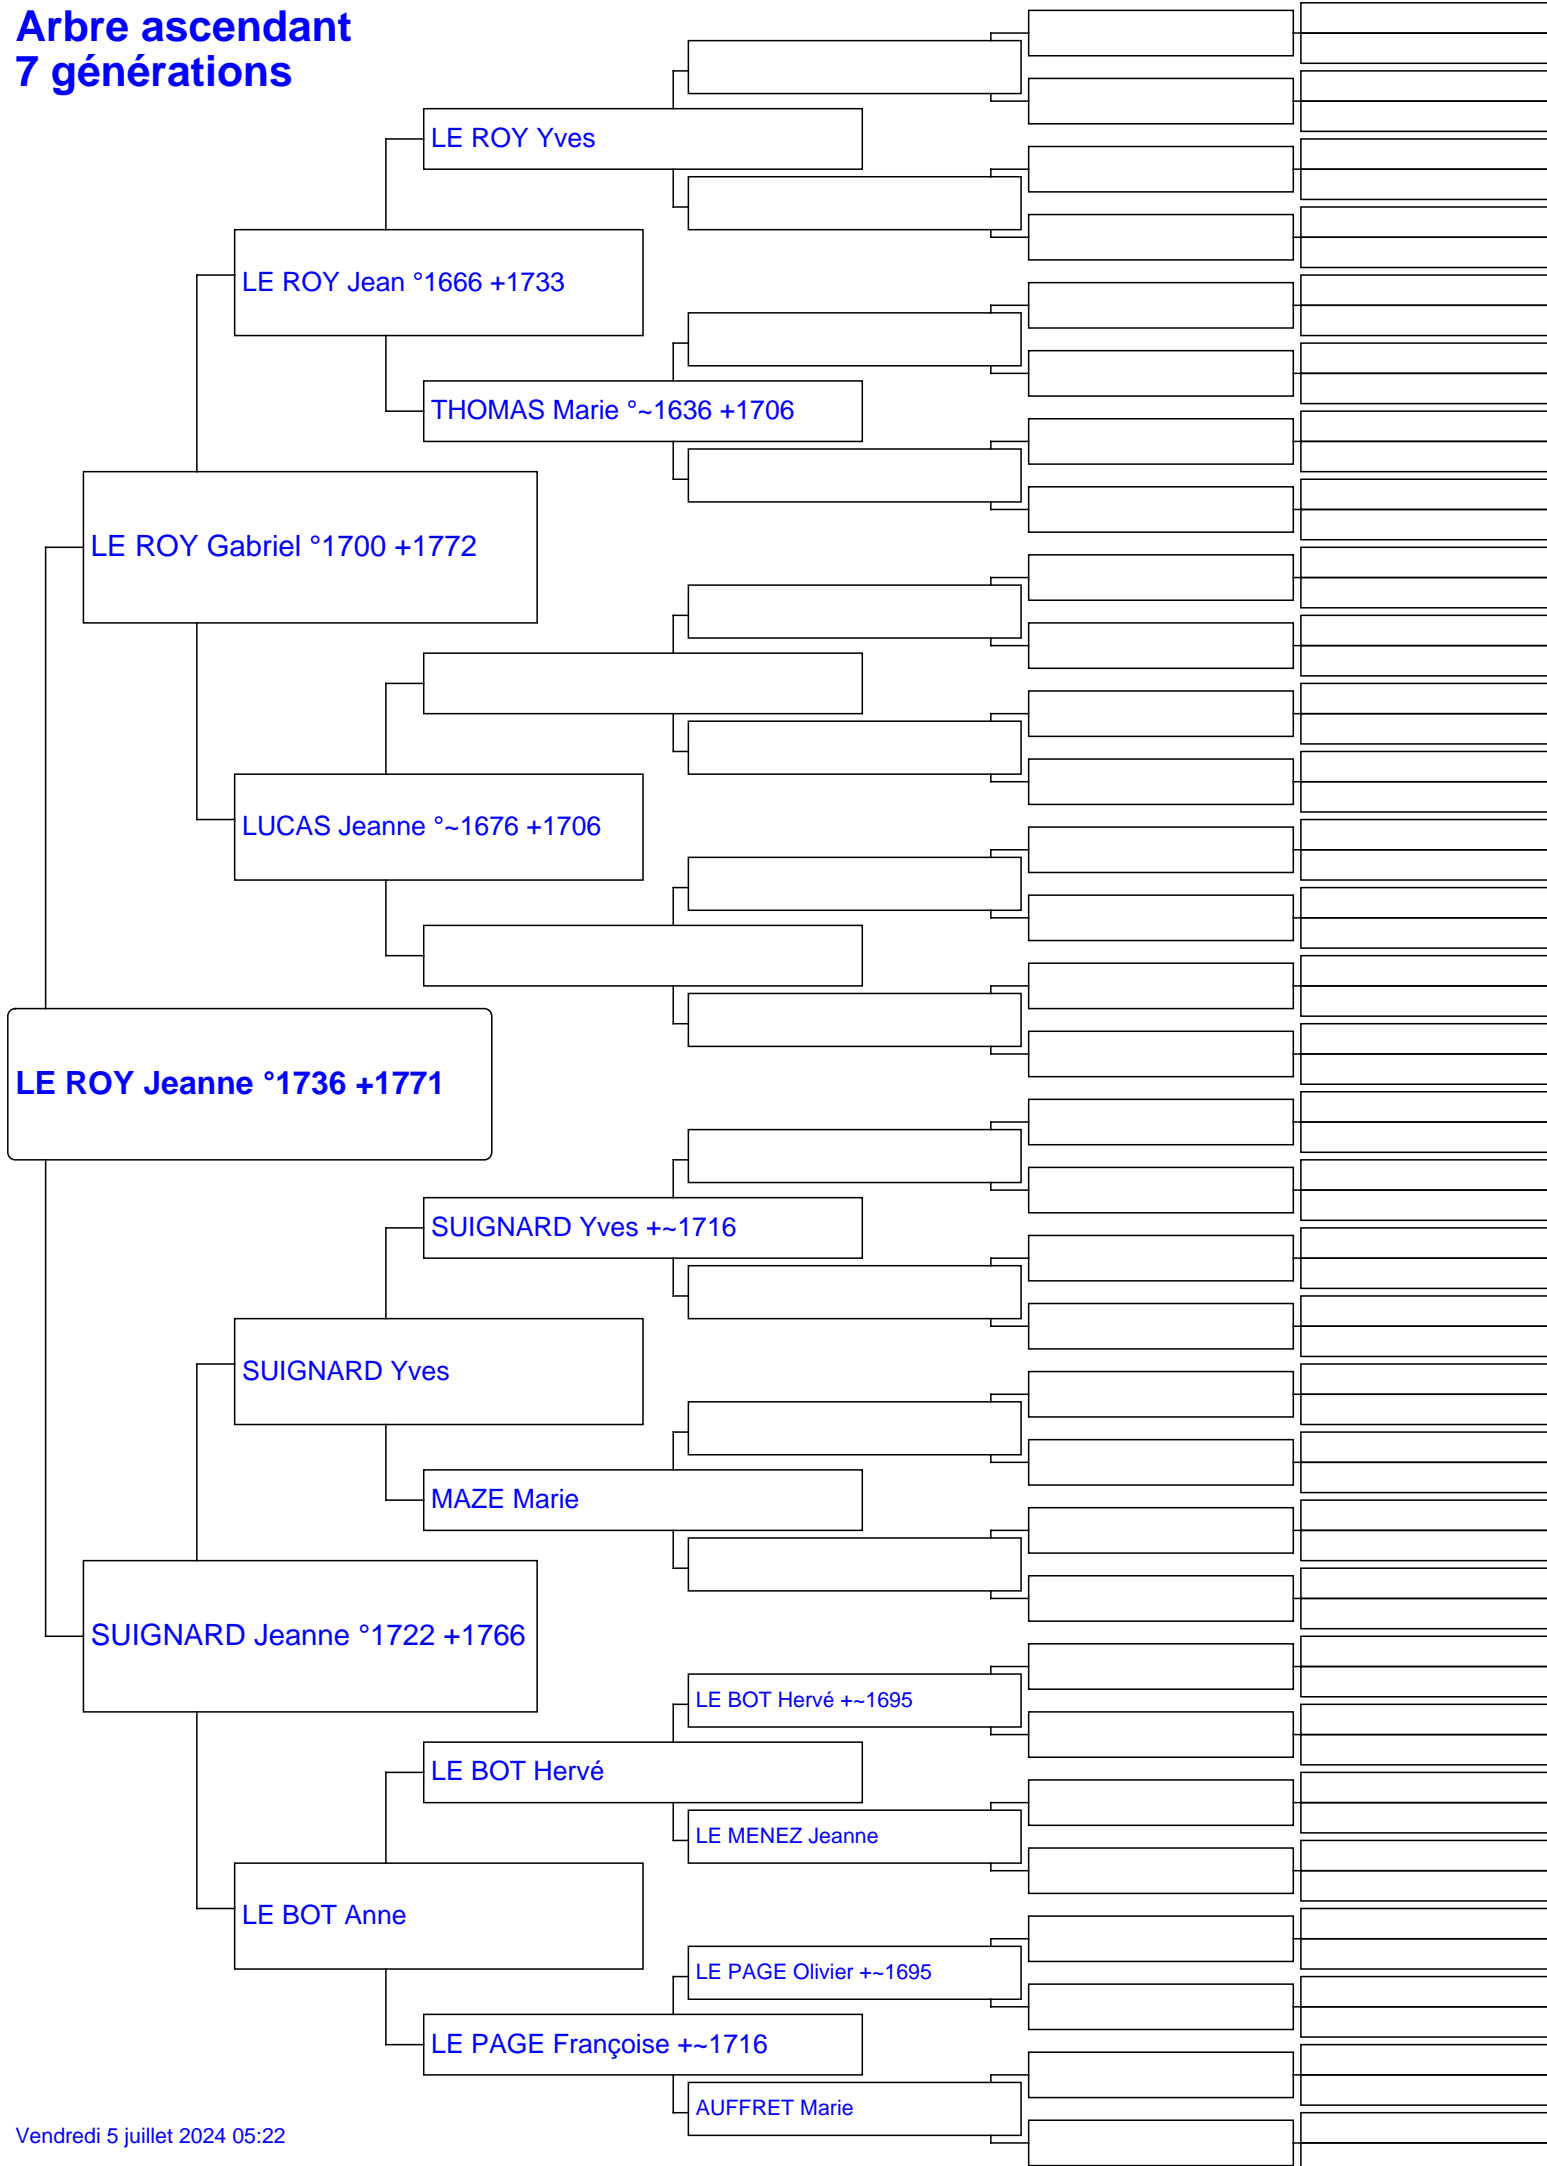 Arbre ascendant
7 générations
LE ROY Yves
LE ROY Jean °1666 +1733
THOMAS Marie °~1636 +1706
LE ROY Gabriel °1700 +1772
LUCAS Jeanne °~1676 +1706
LE ROY Jeanne °1736 +1771
SUIGNARD Yves +~1716
SUIGNARD Yves
MAZE Marie
SUIGNARD Jeanne °1722 +1766
LE BOT Hervé +~1695
LE BOT Hervé
LE MENEZ Jeanne
LE BOT Anne
LE PAGE Olivier +~1695
LE PAGE Françoise +~1716
AUFFRET Marie
Vendredi 5 juillet 2024 05:22